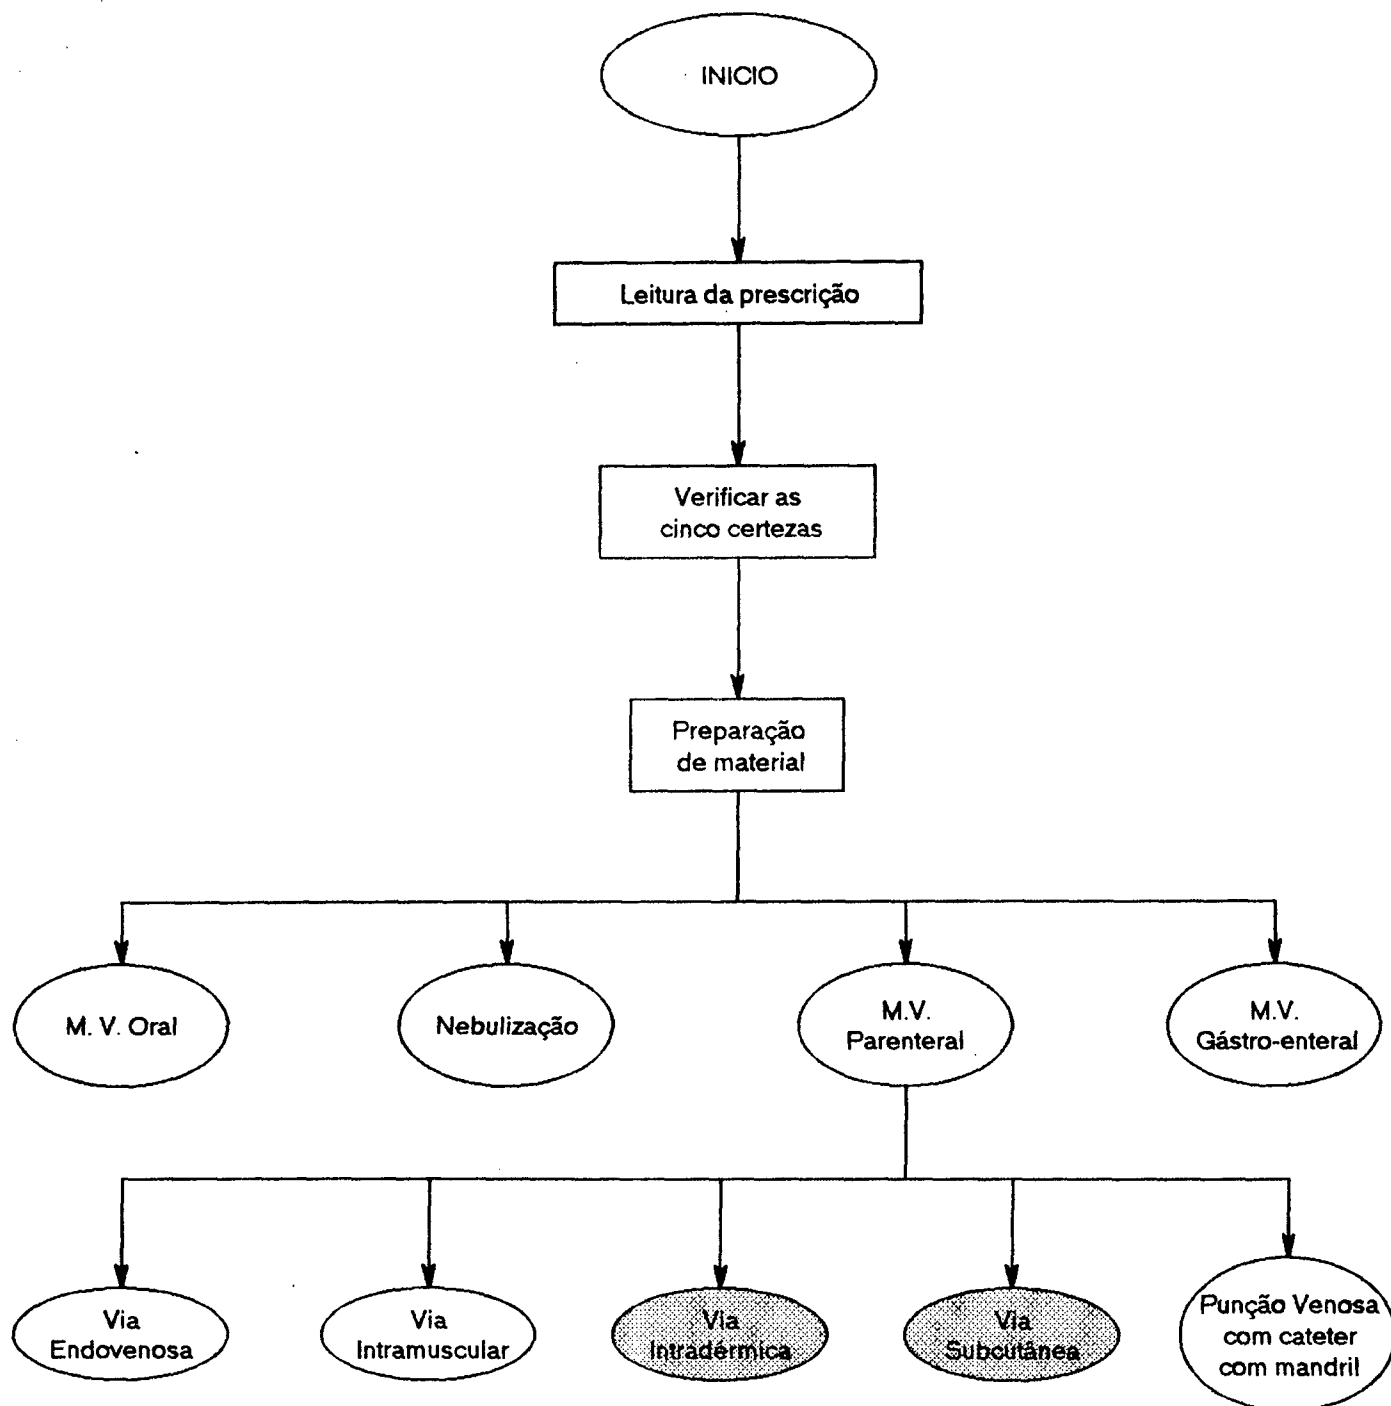 INICIO
Leitura da prescrição
Verificar as
cinco certezas
Preparação
de material
M. V. Oral
Nebulização
M.V.
Parenteral
M.V.
Gástro-enteral
Via
Endovenosa
Via
Intramuscular
Via
Intradérmica
Via
Subcutânea
Punção Venosa
com cateter
com mandril